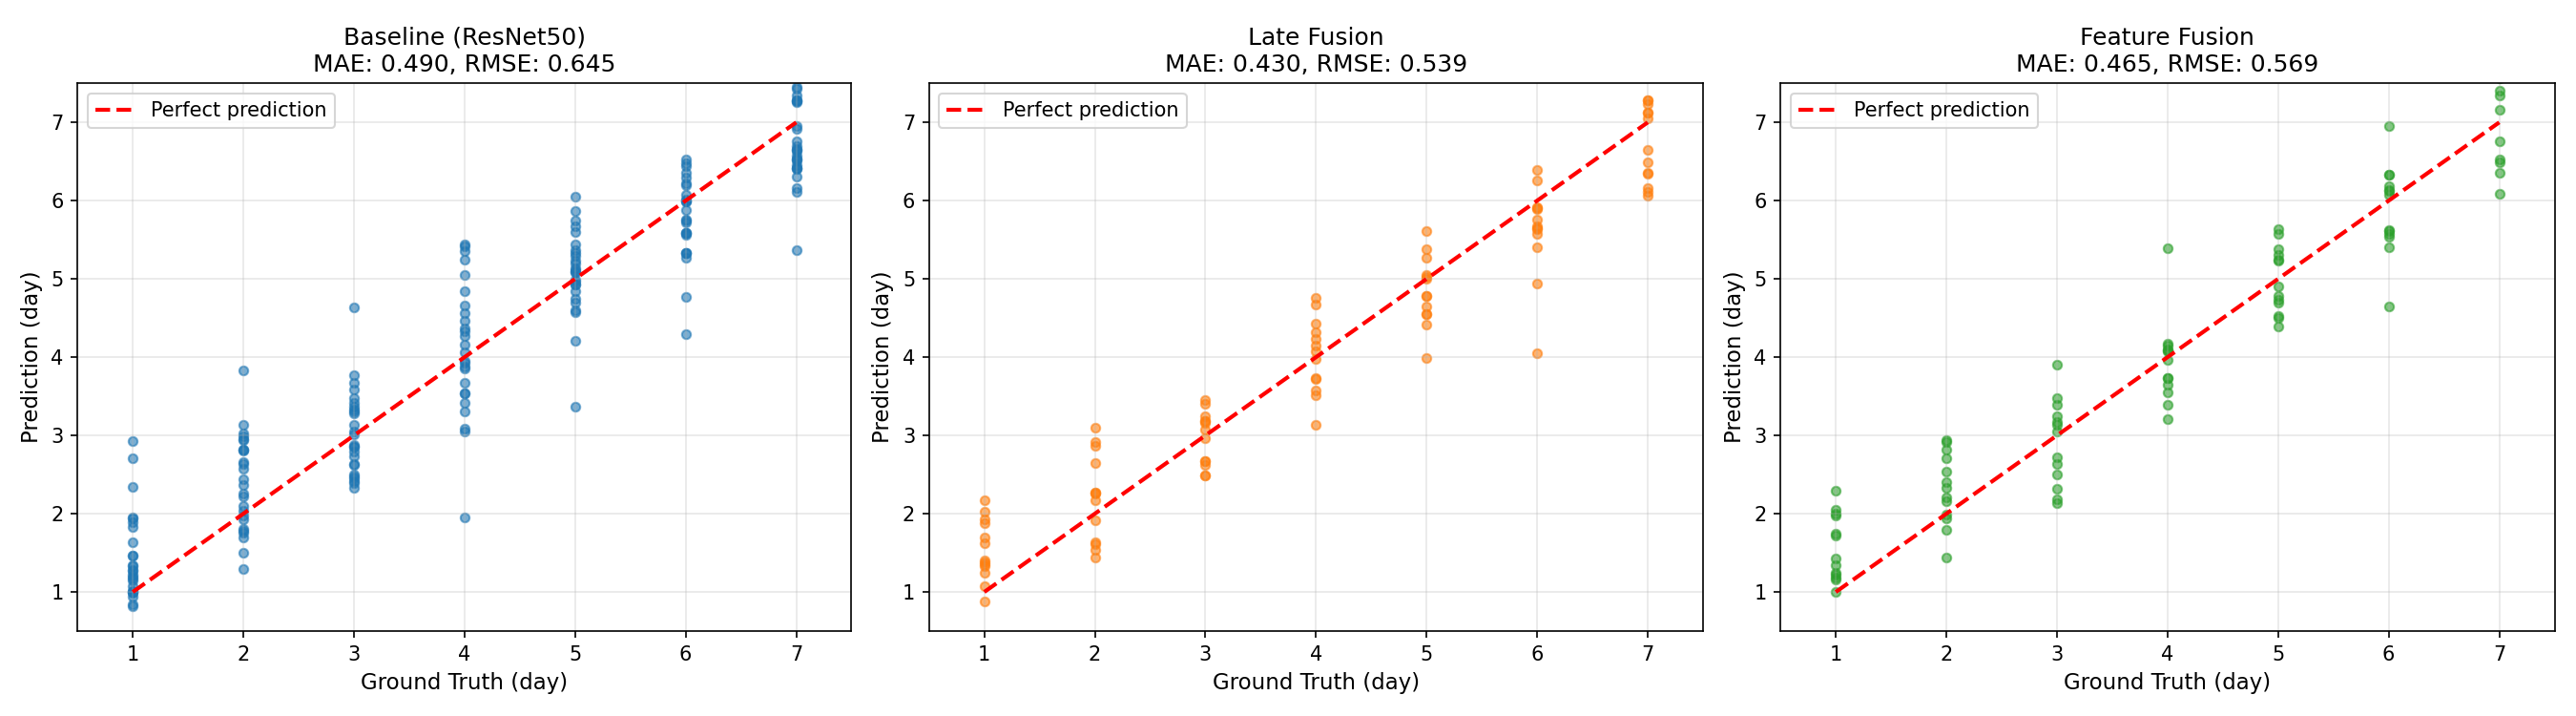 Baseline (ResNet50)
MAE: 0.490, RMSE: 0.645
Perfect prediction
Prediction (day)
7
6
5
4
3
2
1
1 2 3 4 5 6 7
Ground Truth (day)
Late Fusion
MAE: 0.430, RMSE: 0.539
Perfect prediction
Prediction (day)
7
6
5
4
3
2
1
1 2 3 4 5 6 7
Ground Truth (day)
Feature Fusion
MAE: 0.465, RMSE: 0.569
Perfect prediction
Prediction (day)
7
6
5
4
3
2
1
1 2 3 4 5 6 7
Ground Truth (day)